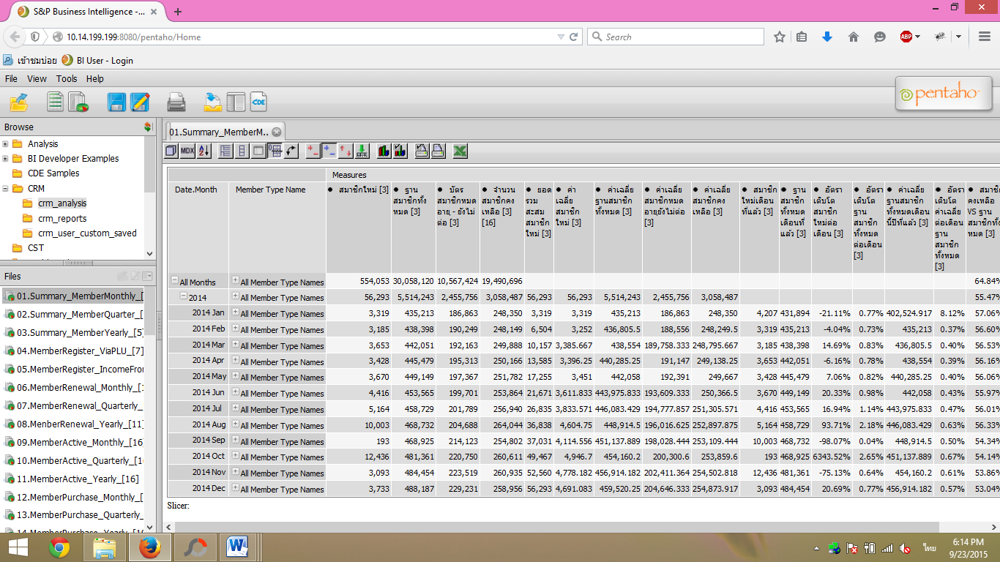 S&P Business Intelligence -...
10.14.199.199:8080/pentaho/Home
Search
ABP
เข้าชมบ่อย BI User - Login
File View Tools Help
CDE
pentaho
Browse
Analysis
BI Developer Examples
CDE Samples
CRM
crm_analysis
crm_reports
crm_user_custom_saved
CST
Files
01.Summary_MemberMonthly_[
02.Summary_MemberQuarter_[
03.Summary_MemberYearly_[5]
04.MemberRegister_ViaPLU_[7]
05.MemberRegister_IncomeFror
06.MemberRenewal_Monthly_[1
07.MemberRenewal_Quarterly_
08.MenberRenewal_Yearly_[11]
09.MemberActive_Monthly_[16]
10.MemberActive_Quarterly_[16
11.MemberActive_Yearly_[16]
12.MemberPurchase_Monthly_[
13.MemberPurchase_Quarterly_
01.Summary_MemberM..
MDX
Measures
Date.Month
Member Type Name
สมาชิกใหม่ [3]
ฐาน
สมาชิกทั้ง
หมด [3]
บัตร
สมาชิกหมด
อายุ - ยังไม่
ต่อ [3]
จำนวน
สมาชิกคง
เหลือ [3]
[16]
ยอด
รวม
สะสม
สมาชิก
ใหม่ [3]
ค่า
เฉลี่ย
สมาชิก
ใหม่ [3]
ค่าเฉลี่ย
ฐานสมาชิก
ทั้งหมด [3]
ค่าเฉลี่ย
สมาชิกหมด
อายุยังไม่ต่อ
[3]
ค่าเฉลี่ย
สมาชิกคง
เหลือ [3]
สมาชิก
ใหม่เดือน
ที่แล้ว [3]
ฐาน
สมาชิก
ทั้งหมด
เดือนที่
แล้ว [3]
อัตรา
เติบโต
สมาชิก
ใหม่ต่อ
เดือน [3]
อัตรา
เติบโต
ฐาน
สมาชิก
ทั้งหมด
ต่อเดือน
[3]
ค่าเฉลี่ย
ฐานสมาชิก
ทั้งหมดเดือน
นี้ปีที่แล้ว [3]
อัตรา
เติบโต
ค่าเฉลี่ย
ต่อเดือน
ฐาน
สมาชิก
ทั้งหมด
[3]
สมาชิก
คงเหลือ
VS ฐาน
สมาชิกทั้ง
หมด [3]
All Months All Member Type Names 554,053 30,058,120 10,567,424 19,490,696 64.84%
2014 All Member Type Names 56,293 5,514,243 2,455,756 3,058,487 56,293 56,293 5,514,243 2,455,756 3,058,487 55.47%
2014 Jan All Member Type Names 3,319 435,213 186,863 248,350 3,319 3,319 435,213 186,863 248,350 4,207 431,894 -21.11% 0.77% 402,524.917 8.12% 57.06%
2014 Feb All Member Type Names 3,185 438,398 190,249 248,149 6,504 3,252 436,805.5 188,556 248,249.5 3,319 435,213 -4.04% 0.73% 435,213 0.37% 56.60%
2014 Mar All Member Type Names 3,653 442,051 192,163 249,888 10,157 3,385.667 438,554 189,758.333 248,795.667 3,185 438,398 14.69% 0.83% 436,805.5 0.40% 56.53%
2014 Apr All Member Type Names 3,428 445,479 195,313 250,166 13,585 3,396.25 440,285.25 191,147 249,138.25 3,653 442,051 -6.16% 0.78% 438,554 0.39% 56.16%
2014 May All Member Type Names 3,670 449,149 197,367 251,782 17,255 3,451 442,058 192,391 249,667 3,428 445,479 7.06% 0.82% 440,285.25 0.40% 56.06%
2014 Jun All Member Type Names 4,416 453,565 199,701 253,864 21,671 3,611.833 443,975.833 193,609.333 250,366.5 3,670 449,149 20.33% 0.98% 442,058 0.43% 55.97%
2014 Jul All Member Type Names 5,164 458,729 201,789 256,940 26,835 3,833.571 446,083.429 194,777.857 251,305.571 4,416 453,565 16.94% 1.14% 443,975.833 0.47% 56.01%
2014 Aug All Member Type Names 10,003 468,732 204,688 264,044 36,838 4,604.75 448,914.5 196,016.625 252,897.875 5,164 458,729 93.71% 2.18% 446,083.429 0.63% 56.33%
2014 Sep All Member Type Names 193 468,925 214,123 254,802 37,031 4,114.556 451,137.889 198,028.444 253,109.444 10,003 468,732 -98.07% 0.04% 448,914.5 0.50% 54.34%
2014 Oct All Member Type Names 12,436 481,361 220,750 260,611 49,467 4,946.7 454,160.2 200,300.6 253,859.6 193 468,925 6343.52% 2.65% 451,137.889 0.67% 54.14%
2014 Nov All Member Type Names 3,093 484,454 223,519 260,935 52,560 4,778.182 456,914.182 202,411.364 254,502.818 12,436 481,361 -75.13% 0.64% 454,160.2 0.61% 53.86%
2014 Dec All Member Type Names 3,733 488,187 229,231 258,956 56,293 4,691.083 459,520.25 204,646.333 254,873.917 3,093 484,454 20.69% 0.77% 456,914.182 0.57% 53.04%
Slicer:
ไทย
6:14 PM
9/23/2015